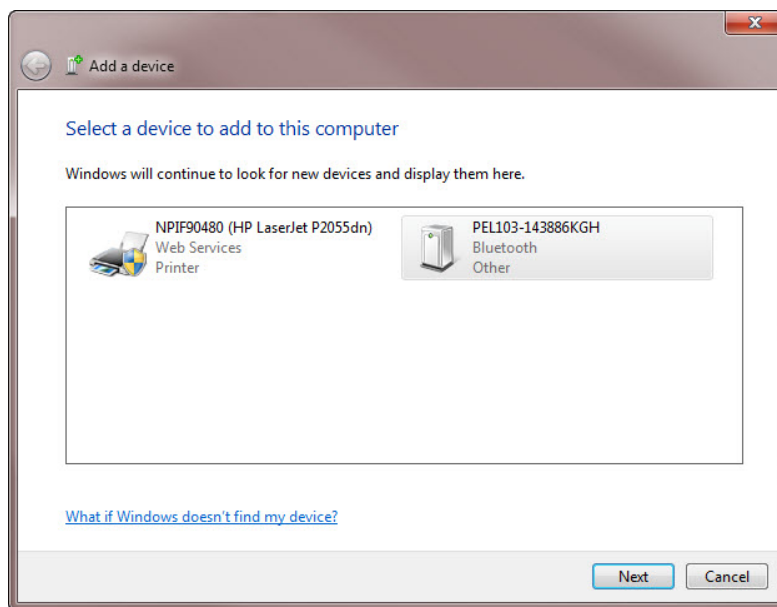 Add a device
Select a device to add to this computer
Windows will continue to look for new devices and display them here.
NPIF90480 (HP LaserJet P2055dn)
Web Services
Printer
PEL103-143886KGH
Bluetooth
Other
What if Windows doesn't find my device?
Next
Cancel